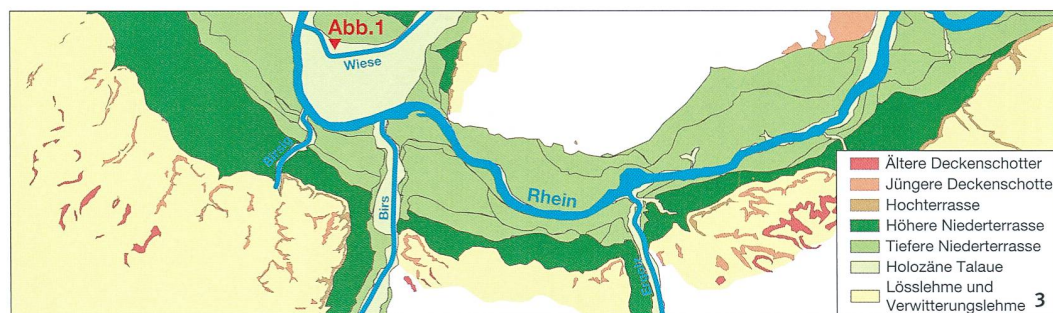 Abb.1
Wiese
Birsig
Birs
Rhein
Ergolz
Ältere Deckenschotter
Jüngere Deckenschotte
Hochterrasse
Höhere Niederterrasse
Tiefere Niederterrasse
Holozäne Talaue
Lösslehme und
Verwitterungslehme
3